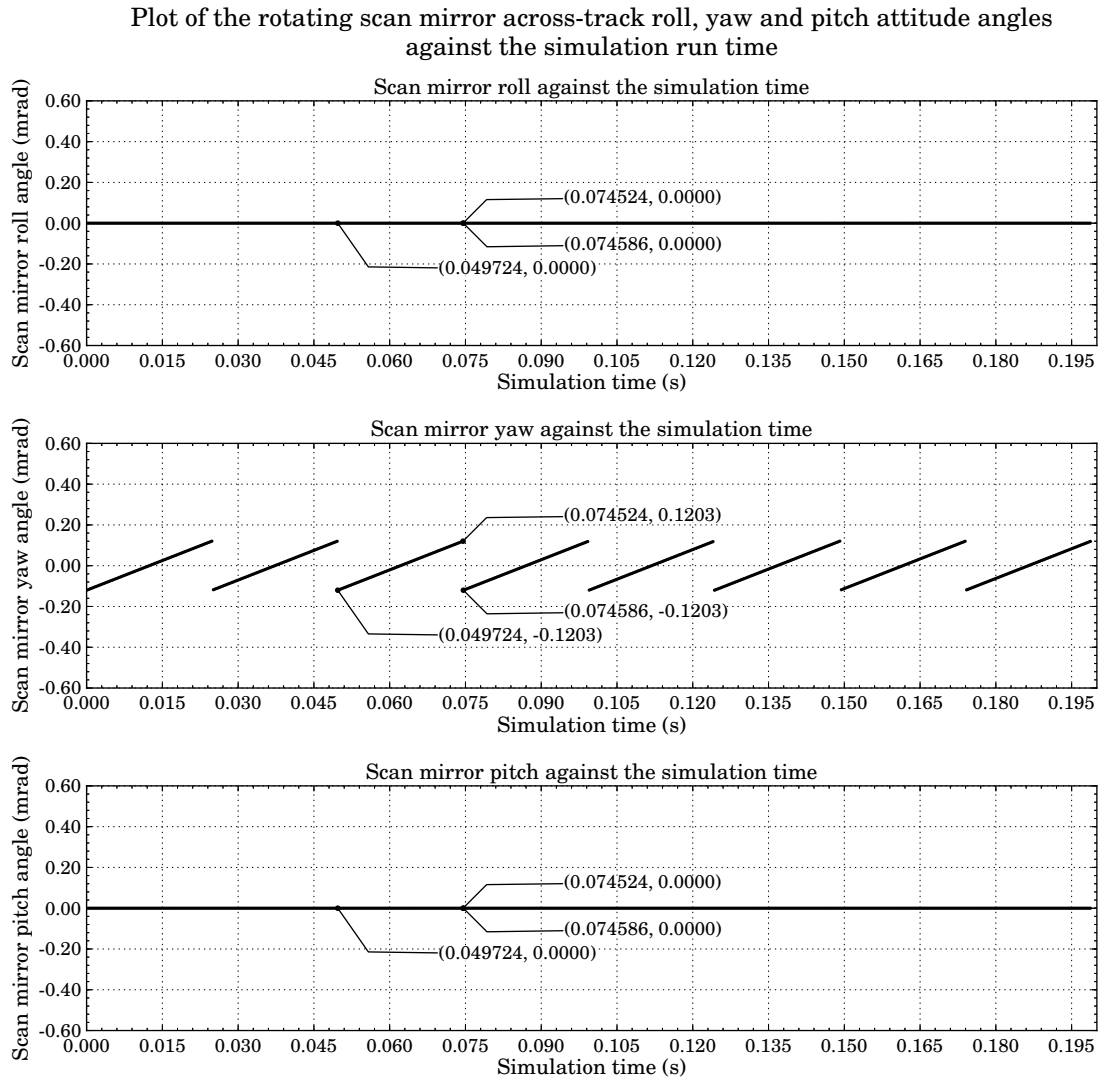 Plot of the rotating scan mirror across-track roll, yaw and pitch attitude angles
against the simulation run time
Scan mirror roll against the simulation time
Scan mirror roll angle (mrad)
0.60
0.40
0.20
0.00
-0.20
-0.40
-0.60
(0.074524, 0.0000)
(0.074586, 0.0000)
(0.049724, 0.0000)
0.000 0.015 0.030 0.045 0.060 0.075 0.090 0.105 0.120 0.135 0.150 0.165 0.180 0.195
Simulation time (s)
Scan mirror yaw against the simulation time
Scan mirror yaw angle (mrad)
0.60
0.40
0.20
0.00
-0.20
-0.40
-0.60
(0.074524, 0.1203)
(0.074586, -0.1203)
(0.049724, -0.1203)
0.000 0.015 0.030 0.045 0.060 0.075 0.090 0.105 0.120 0.135 0.150 0.165 0.180 0.195
Simulation time (s)
Scan mirror pitch against the simulation time
Scan mirror pitch angle (mrad)
0.60
0.40
0.20
0.00
-0.20
-0.40
-0.60
(0.074524, 0.0000)
(0.074586, 0.0000)
(0.049724, 0.0000)
0.000 0.015 0.030 0.045 0.060 0.075 0.090 0.105 0.120 0.135 0.150 0.165 0.180 0.195
Simulation time (s)